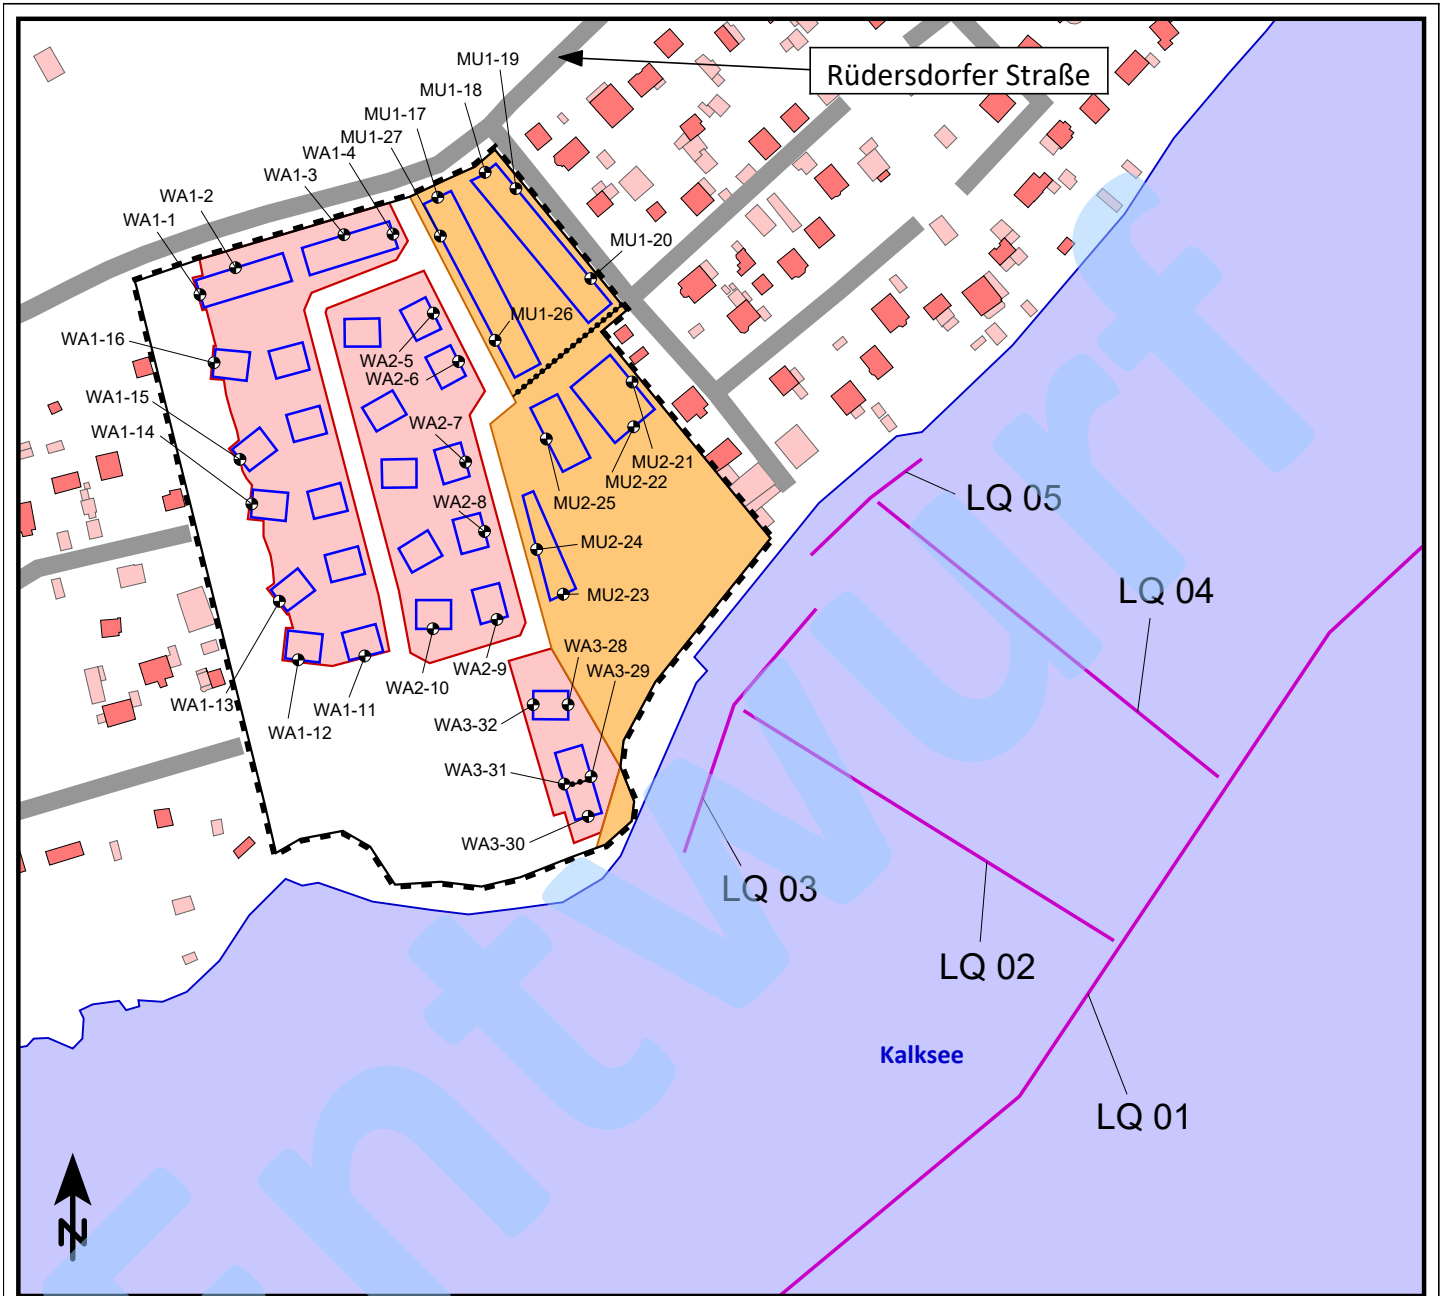 MU1-19
Rüdersdorfer Straße
MU1-18
MU1-17
MU1-27
WA1-4
WA1-3
WA1-2
WA1-1
MU1-20
MU1-26
WA1-16
WA2-5
WA2-6
WA1-15
WA2-7
WA1-14
MU2-21
MU2-22
LQ 05
WA2-8
MU2-25
MU2-24
LQ 04
MU2-23
WA3-28
WA2-9
WA3-29
WA2-10
WA1-13
WA1-11
WA3-32
WA1-12
WA3-31
WA3-30
LQ 03
LQ 02
Kalksee
LQ 01
N
Entwurf